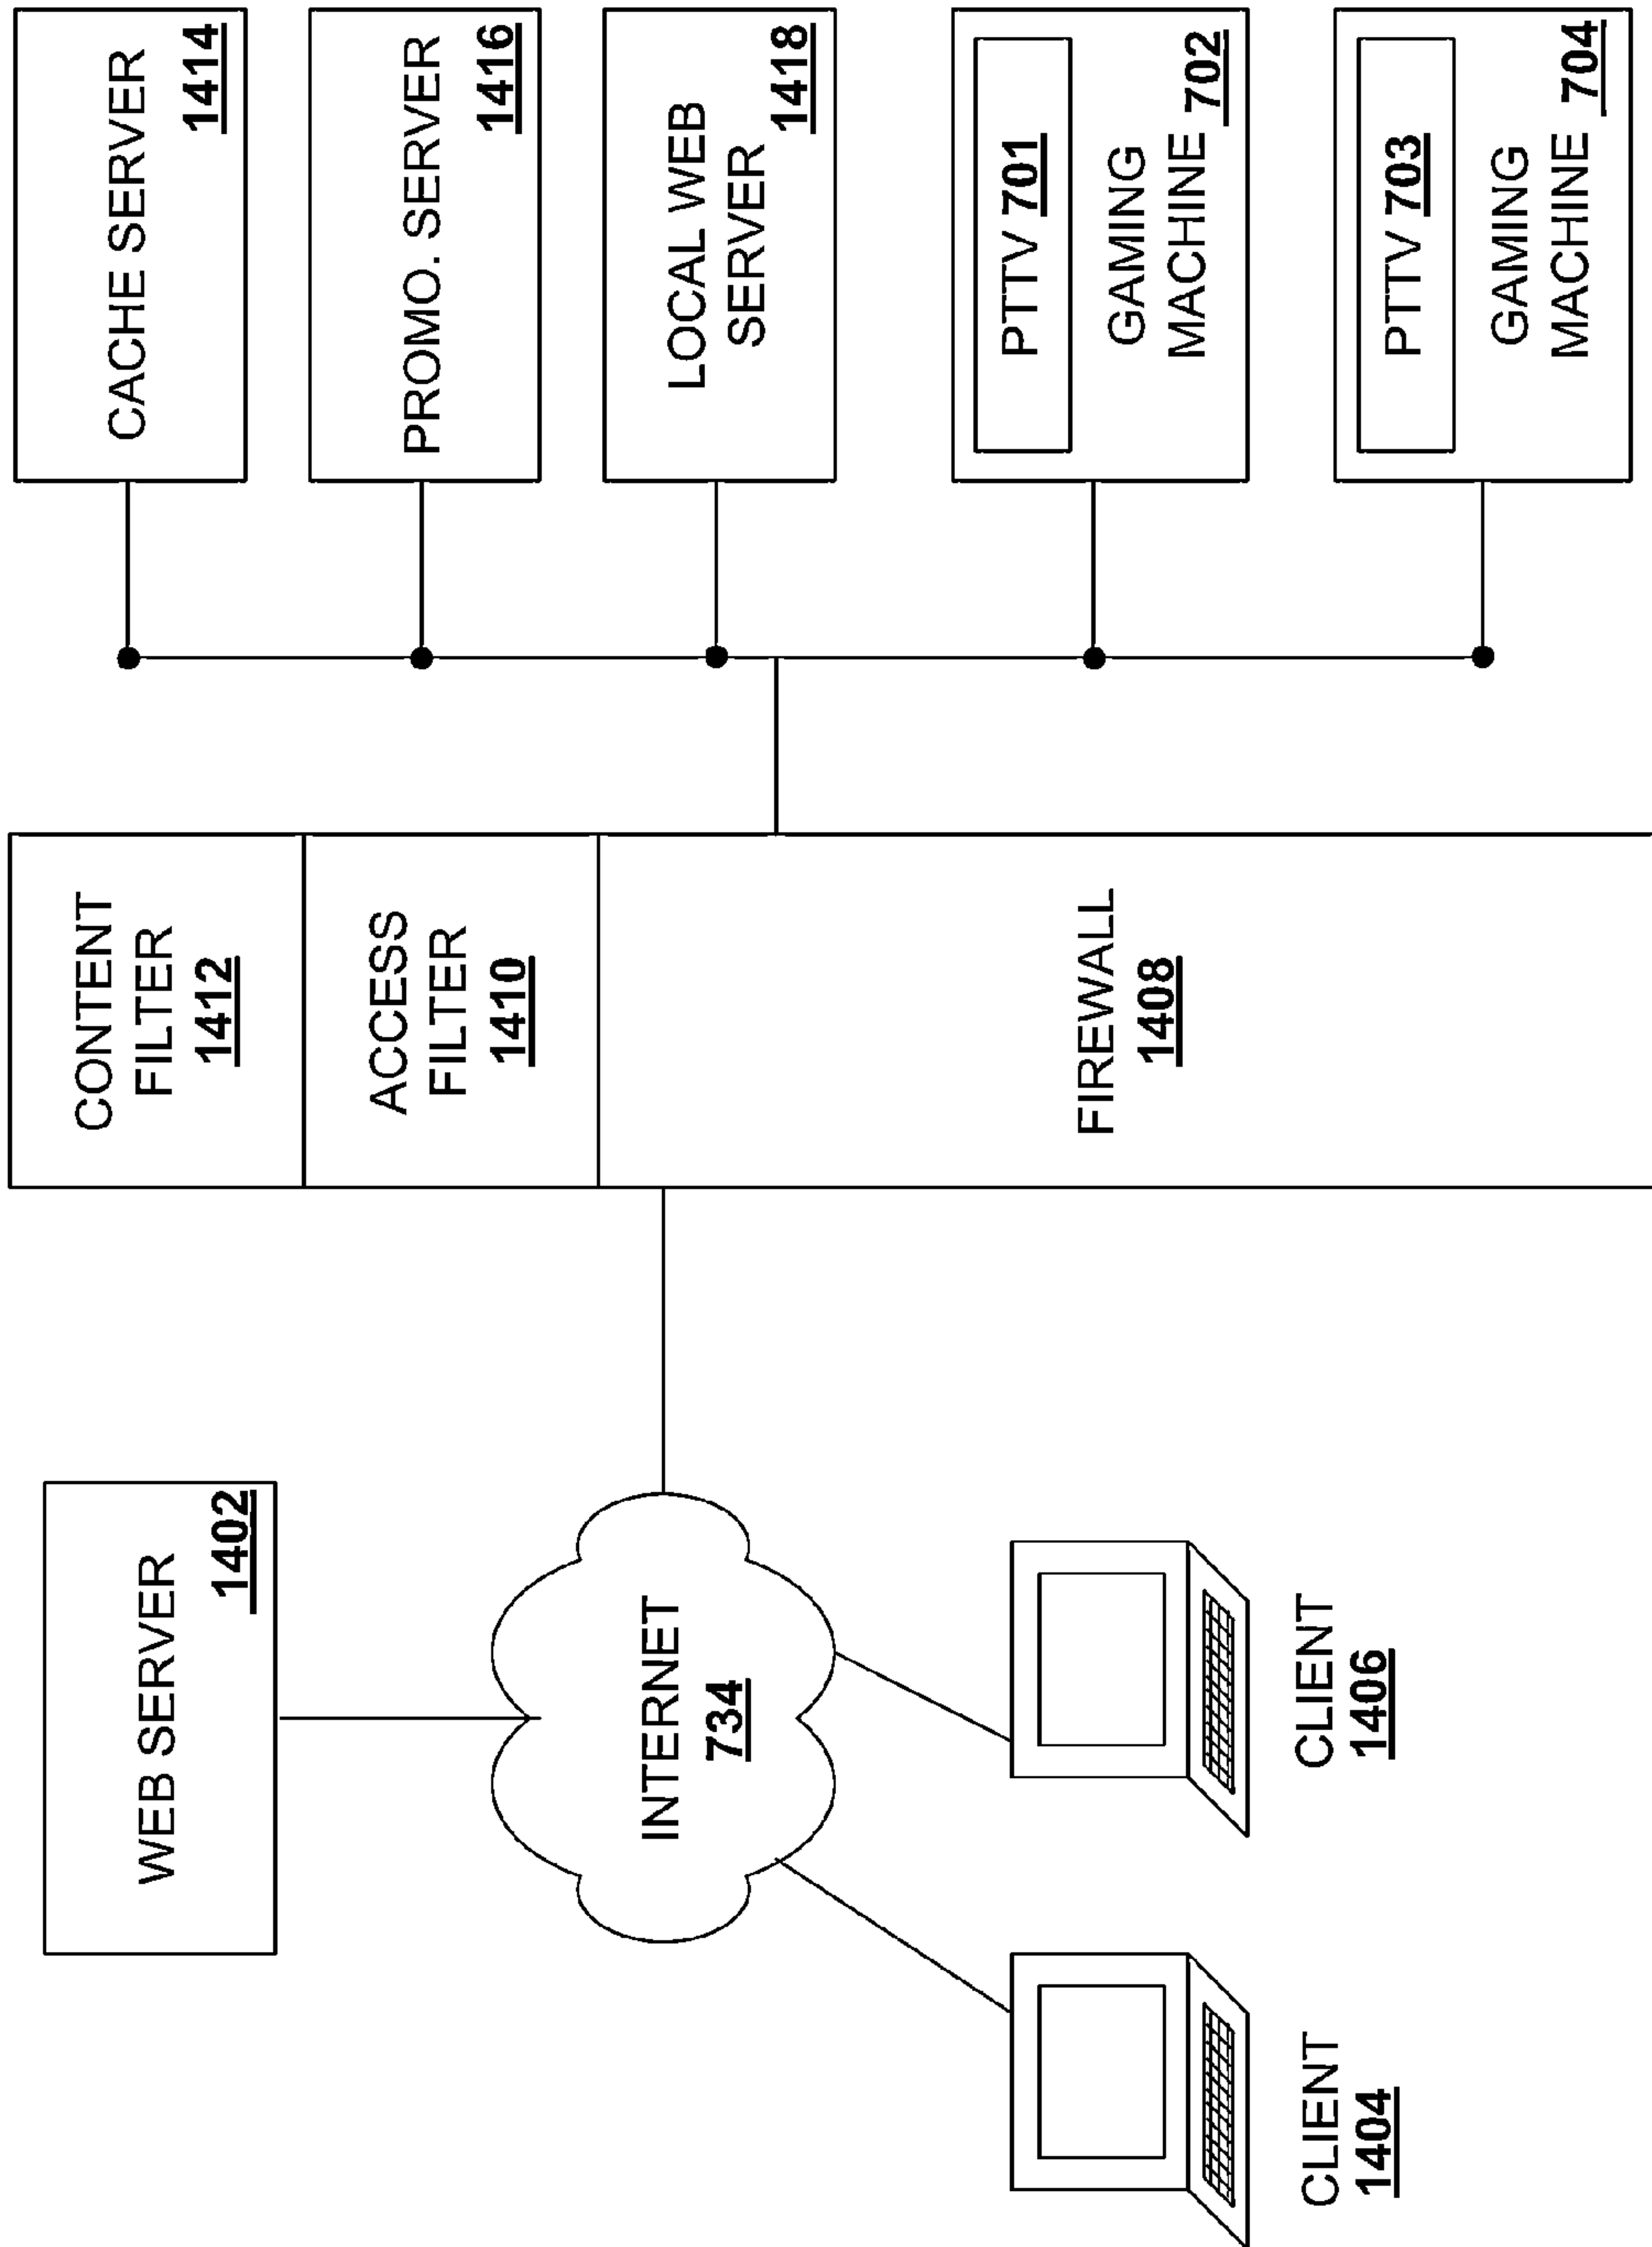 WEB SERVER
1402
INTERNET
734
CLIENT
1404
CLIENT
1406
CONTENT
FILTER
1412
ACCESS
FILTER
1410
FIREWALL
1408
CACHE SERVER
1414
PROMO. SERVER
1416
LOCAL WEB
SERVER
1418
PTTV 701
GAMING
MACHINE 702
PTTV 703
GAMING
MACHINE 704